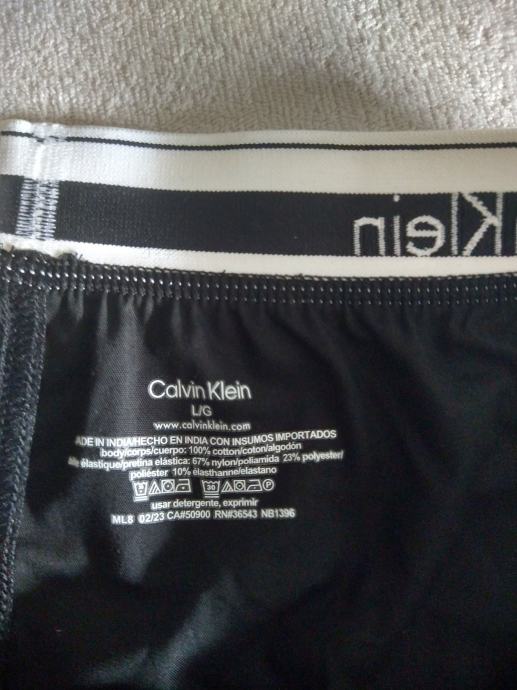 Klein
Calvin Klein
L/G
www.calvinklein.com
ADE IN INDIA/HECHO EN INDIA CON INSUMOS IMPORTADOS
body/corps/cuerpo: 100% cotton/coton/algodón
élastique/pretina elástica: 67% nylon/poliamida 23% polyester/
poliéster 10% élasthanne/elastano
30
usar detergente, exprimir
ML8 02/23 CA#50900 RN#36543 NB1396